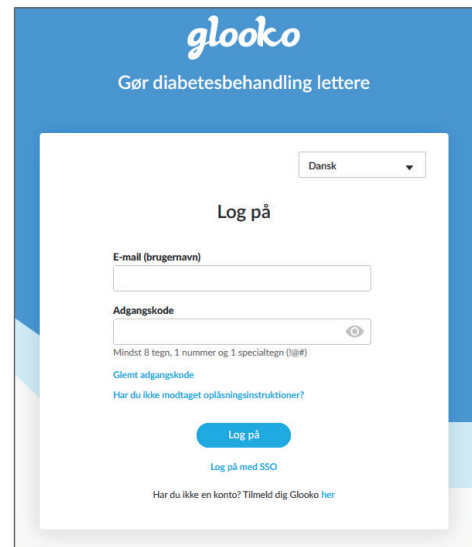 glooko
Gør diabetesbehandling lettere
Dansk
Log på
E-mail (brugernavn)
Adgangskode
Mindst 8 tegn, 1 nummer og 1 specialtegn (!@#)
Glemt adgangskode
Har du ikke modtaget oplåsningsinstruktioner?
Log på
Log på med SSO
Har du ikke en konto? Tilmeld dig Glooko her